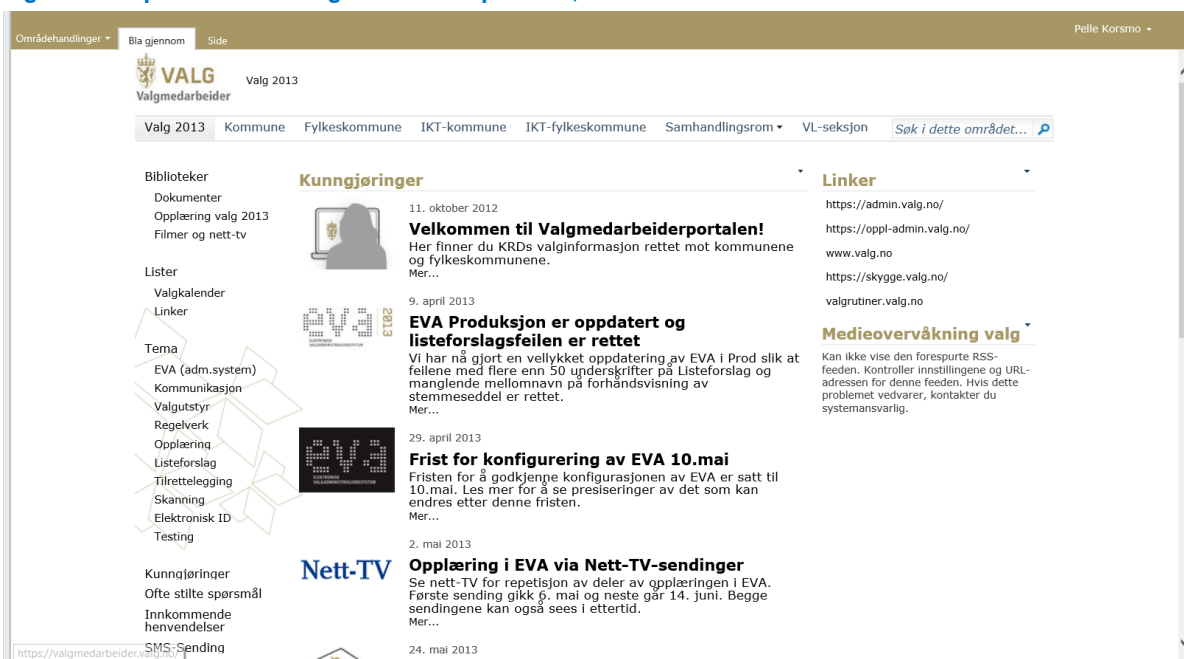 Områdehandlinger
Bla gjennom
Side
Pelle Korsmo
VALG
Valgmedarbeider
Valg 2013
Valg 2013
Kommune
Fylkeskommune
IKT-kommune
IKT-fylkeskommune
Samhandlingsrom
VL-seksjon
Søk i dette området...
Biblioteker
Dokumenter
Opplæring valg 2013
Filmer og nett-tv
Lister
Valgkalender
Linker
Tema
EVA (adm.system)
Kommunikasjon
Valgutstyr
Regelverk
Opplæring
Listeforslag
Tilrettelegging
Skanning
Elektronisk ID
Testing
Kunngjøringer
Ofte stilte spørsmål
Innkommende
henvendelser
SMS-Sending
https://valgmedarbeider.valg.no/
Kunngjøringer
11. oktober 2012
Velkommen til Valgmedarbeiderportalen!
Her finner du KRDs valginformasjon rettet mot kommunene
og fylkeskommunene.
Mer...
eva 2013
ELEKTRONISK
VALGADMINISTRASJONSSYSTEM
9. april 2013
EVA Produksjon er oppdatert og
listeforslagsfeilen er rettet
Vi har nå gjort en vellykket oppdatering av EVA i Prod slik at
feilene med flere enn 50 underskrifter på Listeforslag og
manglende mellomnavn på forhåndsvisning av
stemmeseddel er rettet.
Mer...
eva
ELEKTRONISK
VALGADMINISTRASJONSSYSTEM
29. april 2013
Frist for konfigurering av EVA 10.mai
Fristen for å godkjenne konfigurasjonen av EVA er satt til
10.mai. Les mer for å se presiseringer av det som kan
endres etter denne fristen.
Mer...
Nett-TV
2. mai 2013
Opplæring i EVA via Nett-TV-sendinger
Se nett-TV for repetisjon av deler av opplæringen i EVA.
Første sending gikk 6. mai og neste går 14. juni. Begge
sendingene kan også sees i ettertid.
Mer...
24. mai 2013
Linker
https://admin.valg.no/
https://oppl-admin.valg.no/
www.valg.no
https://skygge.valg.no/
valgrutiner.valg.no
Medieovervåkning valg
Kan ikke vise den forespurte RSS-
feeden. Kontroller innstillingene og URL-
adressen for denne feeden. Hvis dette
problemet vedvarer, kontakter du
systemansvarlig.